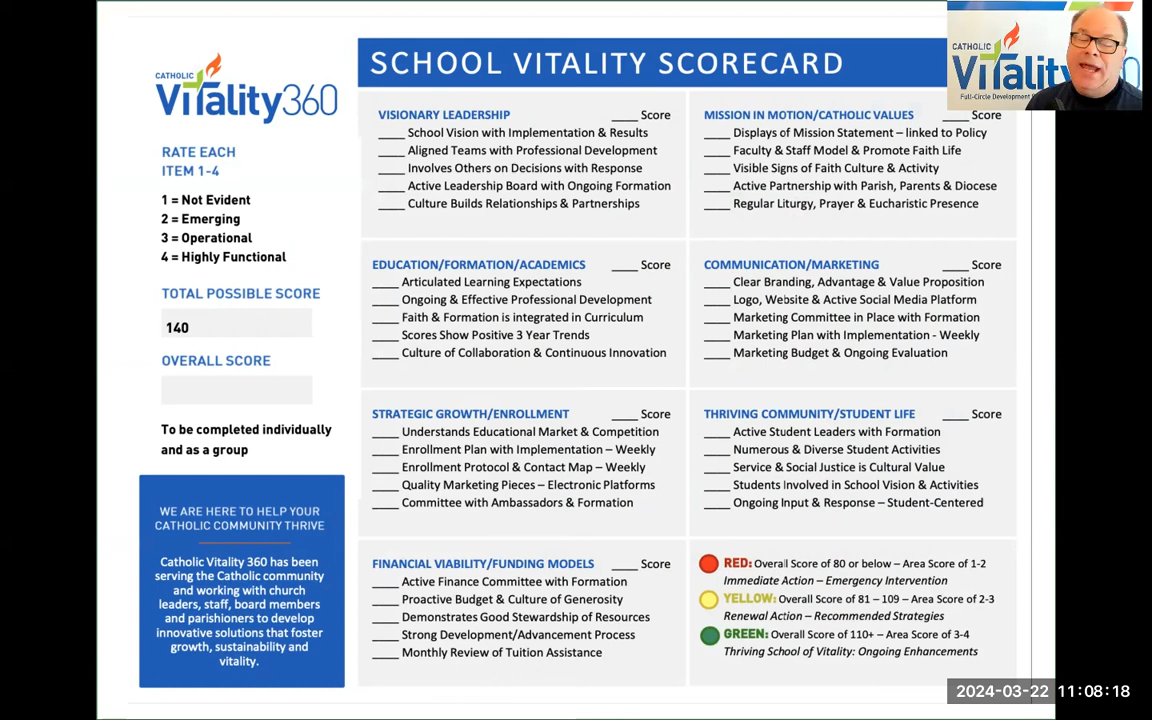 CATHOLIC
Vitality360
RATE EACH
ITEM 1-4
1 = Not Evident
2 = Emerging
3 = Operational
4 = Highly Functional
TOTAL POSSIBLE SCORE
140
OVERALL SCORE
To be completed individually
and as a group
WE ARE HERE TO HELP YOUR
CATHOLIC COMMUNITY THRIVE
Catholic Vitality 360 has been
serving the Catholic community
and working with church
leaders, staff, board members
and parishioners to develop
innovative solutions that foster
growth, sustainability and
vitality.
SCHOOL VITALITY SCORECARD
VISIONARY LEADERSHIP ____ Score
____ School Vision with Implementation & Results
____ Aligned Teams with Professional Development
____ Involves Others on Decisions with Response
____ Active Leadership Board with Ongoing Formation
____ Culture Builds Relationships & Partnerships
MISSION IN MOTION/CATHOLIC VALUES ____ Score
____ Displays of Mission Statement – linked to Policy
____ Faculty & Staff Model & Promote Faith Life
____ Visible Signs of Faith Culture & Activity
____ Active Partnership with Parish, Parents & Diocese
____ Regular Liturgy, Prayer & Eucharistic Presence
EDUCATION/FORMATION/ACADEMICS ____ Score
____ Articulated Learning Expectations
____ Ongoing & Effective Professional Development
____ Faith & Formation is integrated in Curriculum
____ Scores Show Positive 3 Year Trends
____ Culture of Collaboration & Continuous Innovation
COMMUNICATION/MARKETING ____ Score
____ Clear Branding, Advantage & Value Proposition
____ Logo, Website & Active Social Media Platform
____ Marketing Committee in Place with Formation
____ Marketing Plan with Implementation - Weekly
____ Marketing Budget & Ongoing Evaluation
STRATEGIC GROWTH/ENROLLMENT ____ Score
____ Understands Educational Market & Competition
____ Enrollment Plan with Implementation – Weekly
____ Enrollment Protocol & Contact Map – Weekly
____ Quality Marketing Pieces – Electronic Platforms
____ Committee with Ambassadors & Formation
THRIVING COMMUNITY/STUDENT LIFE ____ Score
____ Active Student Leaders with Formation
____ Numerous & Diverse Student Activities
____ Service & Social Justice is Cultural Value
____ Students Involved in School Vision & Activities
____ Ongoing Input & Response – Student-Centered
FINANCIAL VIABILITY/FUNDING MODELS ____ Score
____ Active Finance Committee with Formation
____ Proactive Budget & Culture of Generosity
____ Demonstrates Good Stewardship of Resources
____ Strong Development/Advancement Process
____ Monthly Review of Tuition Assistance
RED: Overall Score of 80 or below – Area Score of 1-2
Immediate Action – Emergency Intervention
YELLOW: Overall Score of 81 – 109 – Area Score of 2-3
Renewal Action – Recommended Strategies
GREEN: Overall Score of 110+ – Area Score of 3-4
Thriving School of Vitality: Ongoing Enhancements
CATHOLIC
Vitality
Full-Circle Development
2024-03-22 11:08:18